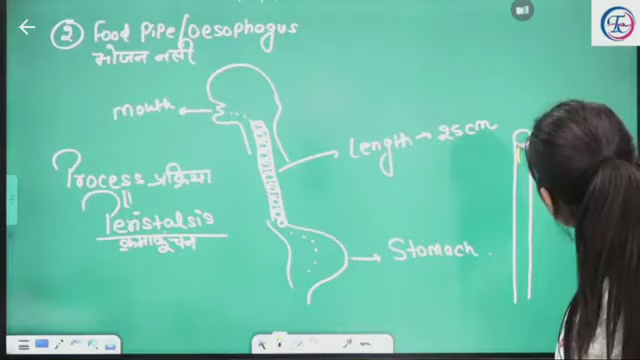 ② Food Pipe/Oesophagus
भोजन नली
mouth
Length → 25cm
Process प्रक्रिया
Peristalsis
क्रमाकुंचन
Stomach